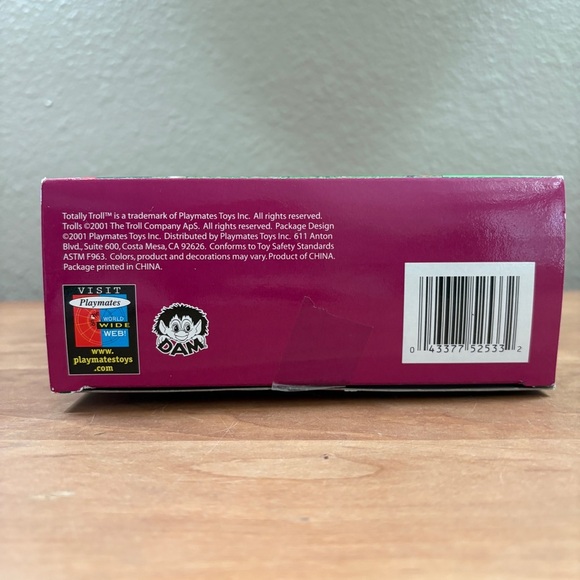 Totally Troll™ is a trademark of Playmates Toys Inc. All rights reserved.
Trolls ©2001 The Troll Company ApS. All rights reserved. Package Design
©2001 Playmates Toys Inc. Distributed by Playmates Toys Inc. 611 Anton
Blvd., Suite 600, Costa Mesa, CA 92626. Conforms to Toy Safety Standards
ASTM F963. Colors, product and decorations may vary. Product of CHINA.
Package printed in CHINA.
VISIT
Playmates
WORLD
WIDE
WEB!
www.
playmatestoys
.com
DAM
0 43377 52533 2